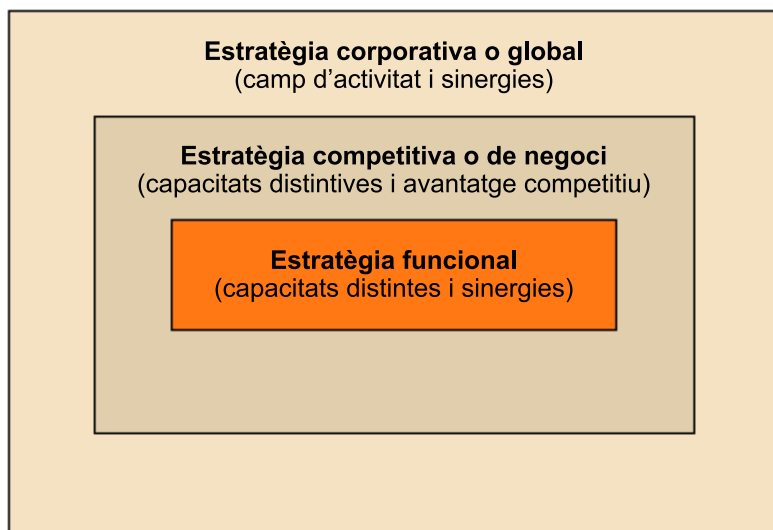 Estratègia corporativa o global
(camp d’activitat i sinergies)
Estratègia competitiva o de negoci
(capacitats distintives i avantatge competitiu)
Estratègia funcional
(capacitats distintes i sinergies)